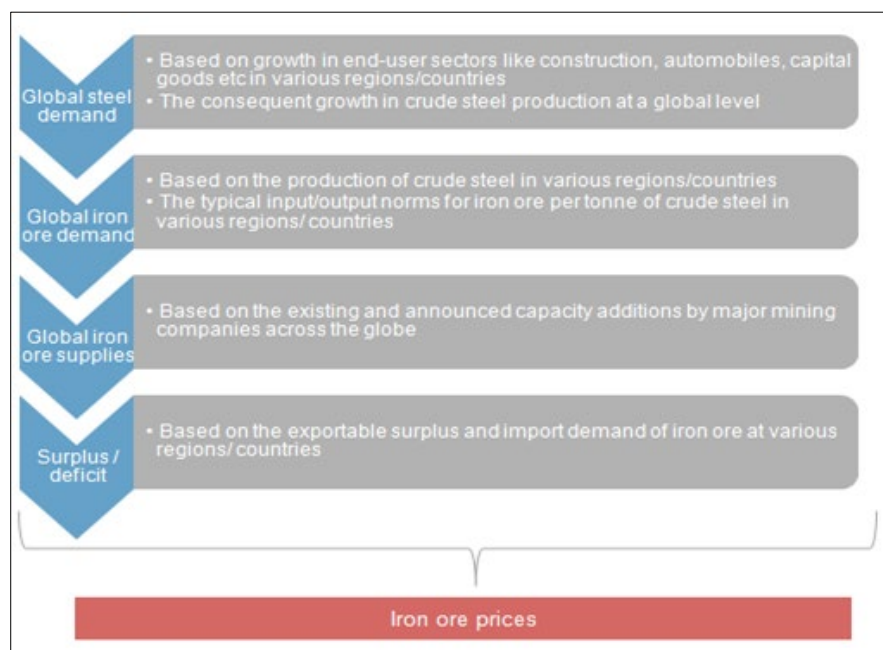 Global steel
demand
• Based on growth in end-user sectors like construction, automobiles, capital
goods etc in various regions/countries
• The consequent growth in crude steel production at a global level
Global iron
ore demand
• Based on the production of crude steel in various regions/countries
• The typical input/output norms for iron ore per tonne of crude steel in
various regions/ countries
Global iron
ore supplies
• Based on the existing and announced capacity additions by major mining
companies across the globe
Surplus /
deficit
• Based on the exportable surplus and import demand of iron ore at various
regions/ countries
Iron ore prices